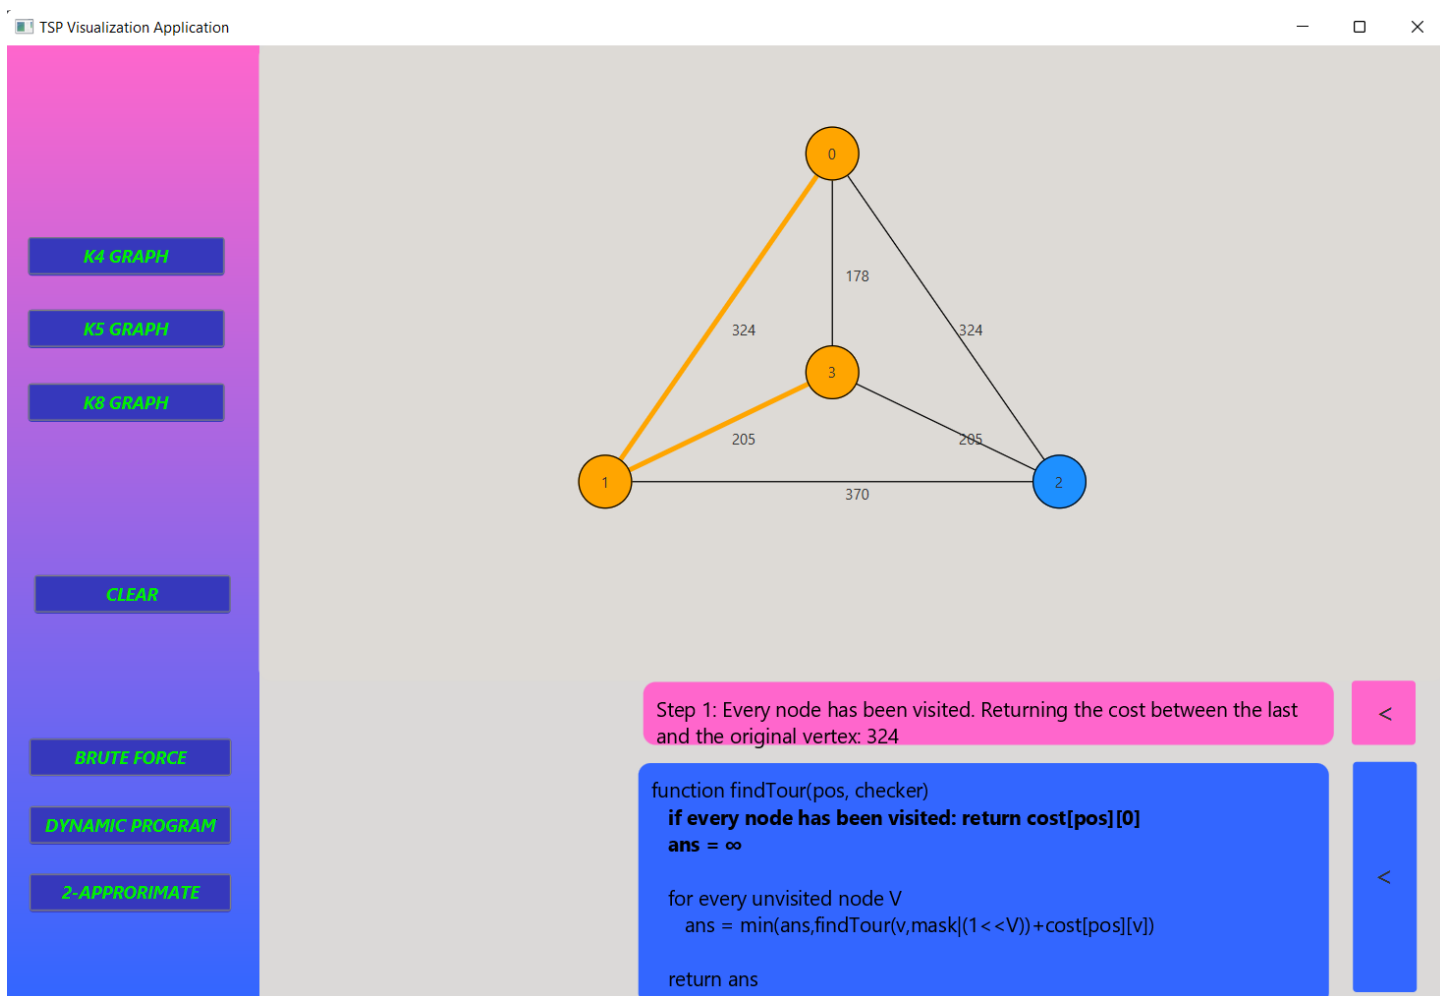 TSP Visualization Application
K4 GRAPH
K5 GRAPH
K8 GRAPH
CLEAR
BRUTE FORCE
DYNAMIC PROGRAM
2-APPRORIMATE
0
178
324
324
3
205
205
1
2
370
Step 1: Every node has been visited. Returning the cost between the last
and the original vertex: 324
<
function findTour(pos, checker)
if every node has been visited: return cost[pos][0]
ans = ∞
for every unvisited node V
ans = min(ans,findTour(v,mask|(1<<V))+cost[pos][v])
return ans
<